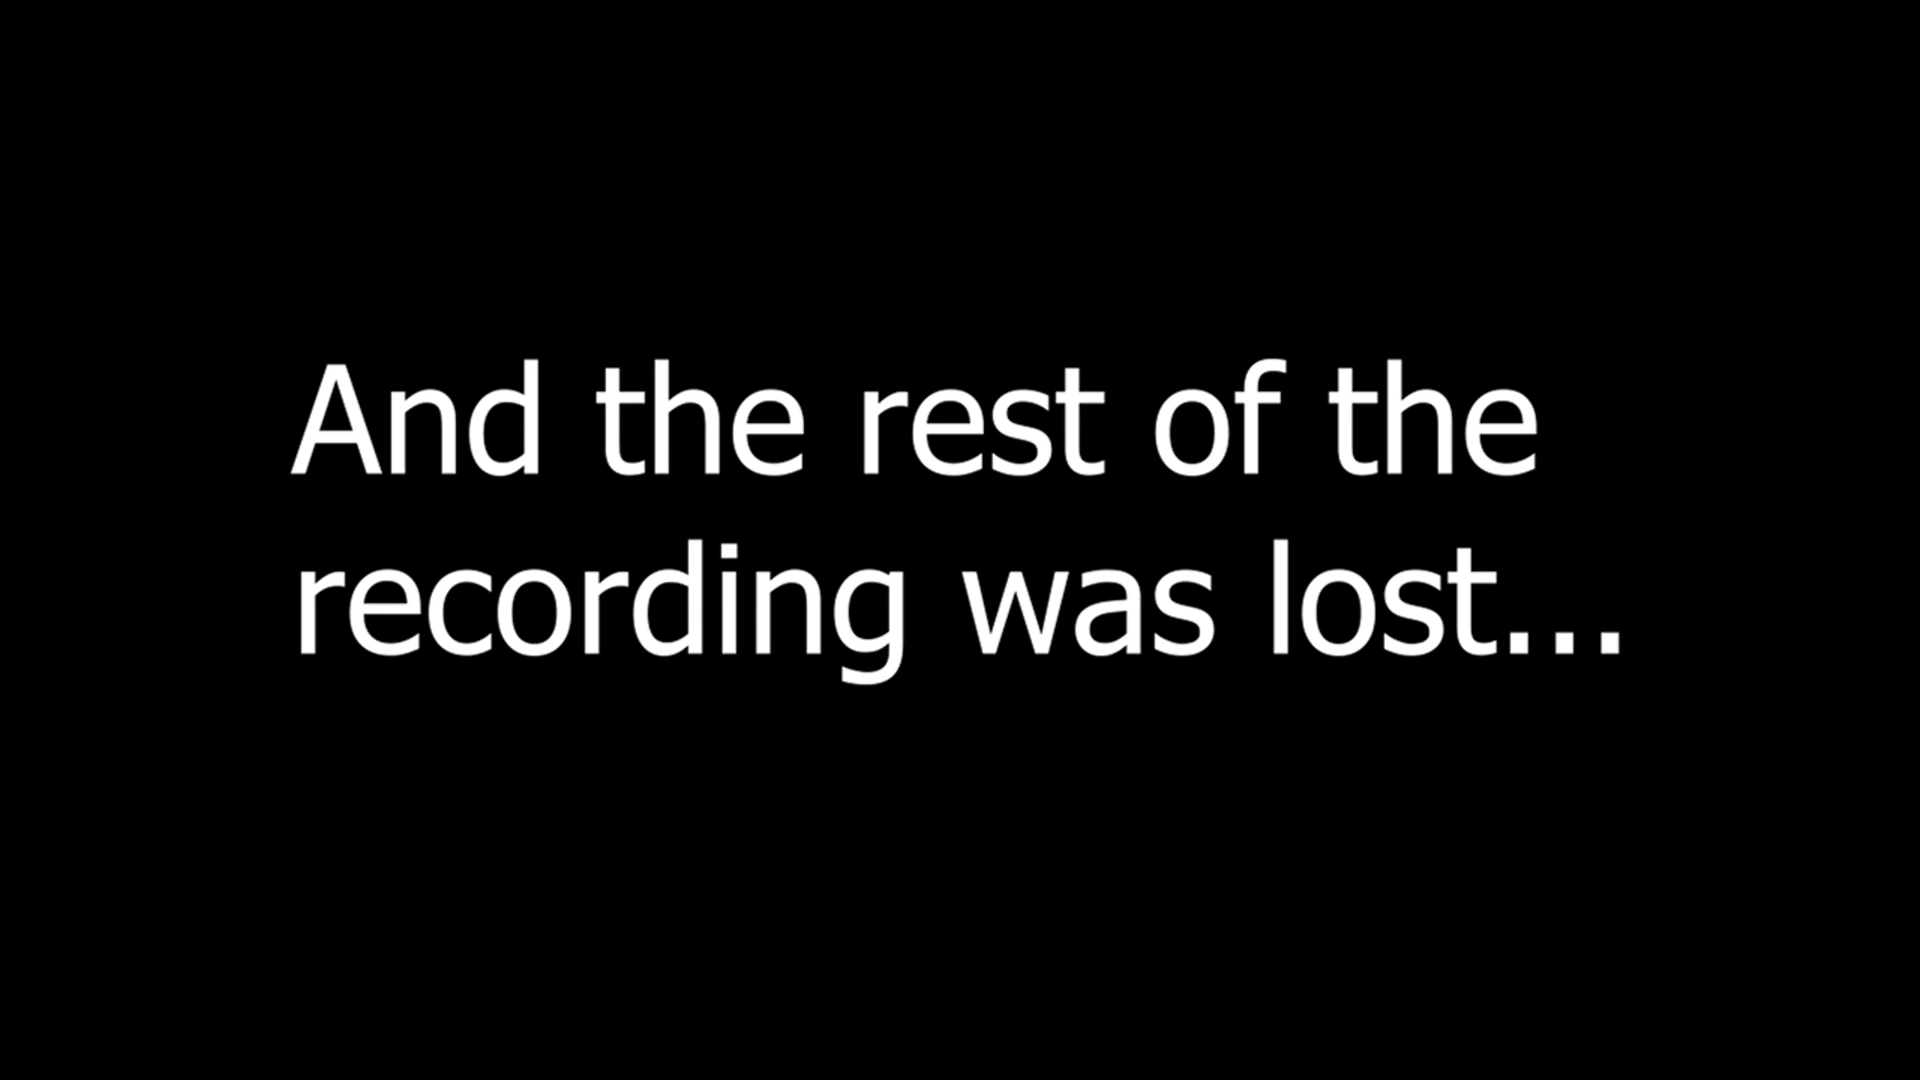 And the rest of the
recording was lost...